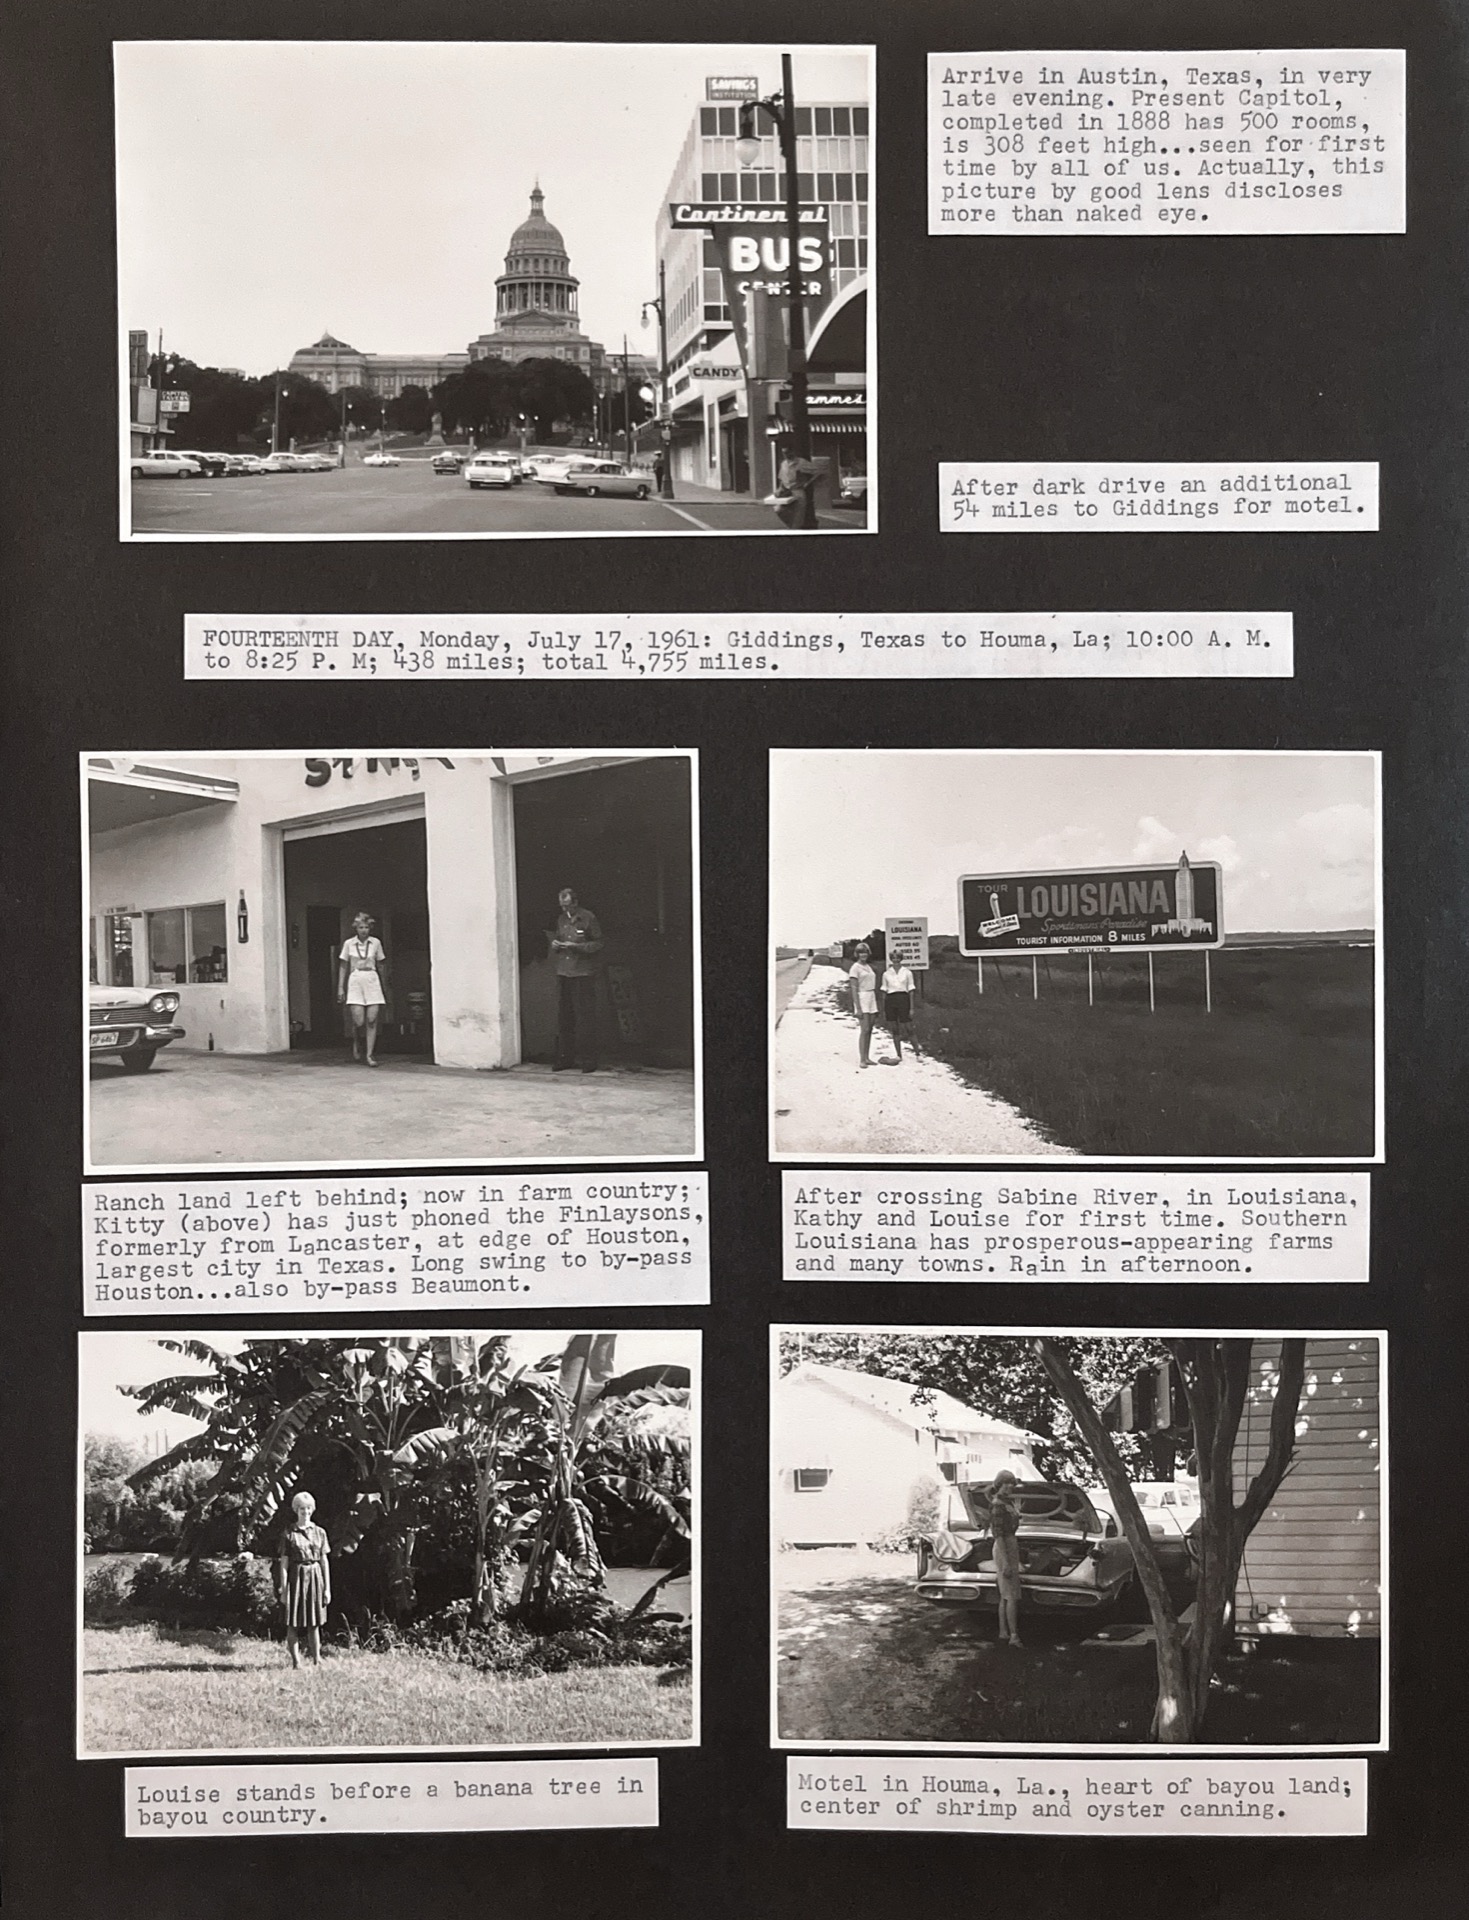 SAVINGS
INSTITUTION
Continental
BUS
CENTER
CANDY
Arrive in Austin, Texas, in very
late evening. Present Capitol,
completed in 1888 has 500 rooms,
is 308 feet high...seen for first
time by all of us. Actually, this
picture by good lens discloses
more than naked eye.
After dark drive an additional
54 miles to Giddings for motel.
FOURTEENTH DAY, Monday, July 17, 1961: Giddings, Texas to Houma, La; 10:00 A. M.
to 8:25 P. M; 438 miles; total 4,755 miles.
TOUR
LOUISIANA
Sportsmans Paradise
TOURIST INFORMATION 8 MILES
LOUISIANA
Ranch land left behind; now in farm country;
Kitty (above) has just phoned the Finlaysons,
formerly from Lancaster, at edge of Houston,
largest city in Texas. Long swing to by-pass
Houston...also by-pass Beaumont.
After crossing Sabine River, in Louisiana,
Kathy and Louise for first time. Southern
Louisiana has prosperous-appearing farms
and many towns. Rain in afternoon.
Louise stands before a banana tree in
bayou country.
Motel in Houma, La., heart of bayou land;
center of shrimp and oyster canning.